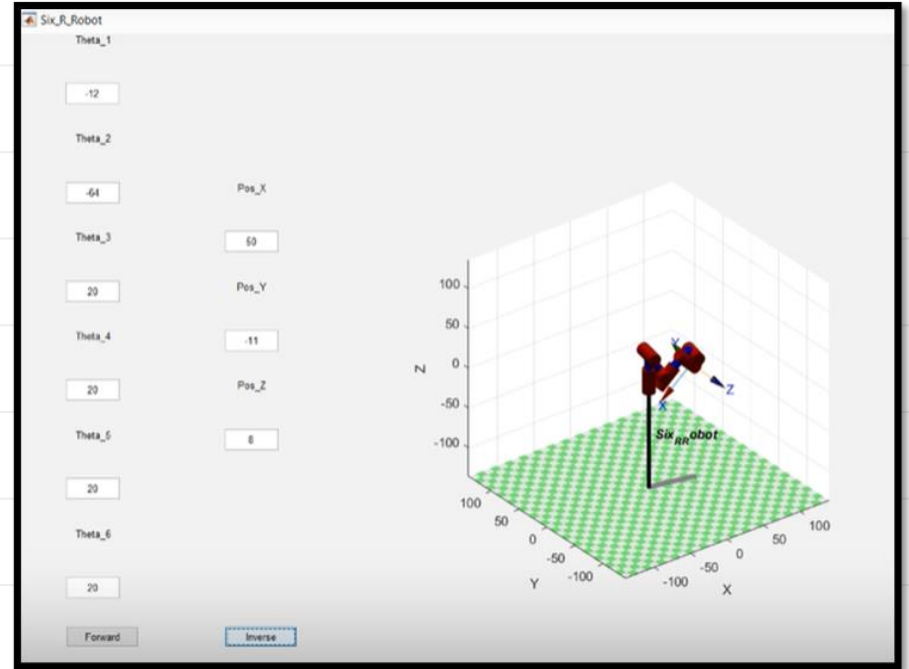 Six_R_Robot
Theta_1
-12
Theta_2
-64
Theta_3
20
Theta_4
20
Theta_5
20
Theta_6
20
Forward
Pos_X
50
Pos_Y
-11
Pos_Z
8
Inverse
100
50
0
-50
-100
Z
Y
X
Z
Six_RRobot
100
50
0
-50
-100
Y
100
50
0
-50
-100
X